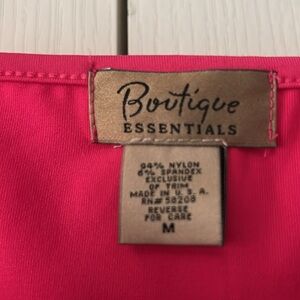 Boutique
ESSENTIALS
94% NYLON
6% SPANDEX
EXCLUSIVE
OF TRIM
MADE IN U.S.A.
RN# 58208
REVERSE
FOR CARE
M